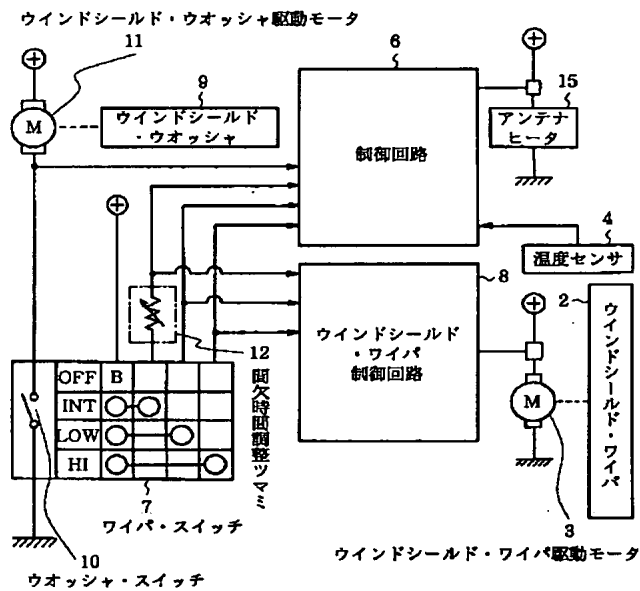 ウインドシールド・ウオッシャ駆動モータ
11
M
9
ウインドシールド
・ウオッシャ
6
制御回路
15
アンテナ
ヒータ
4
温度センサ
8
ウインドシールド
・ワイパ
制御回路
2
ウインドシールド・ワイパ
M
3
ウインドシールド・ワイパ駆動モータ
12
間欠時間調整ツマミ
OFF B
INT
LOW
HI
7
ワイパ・スイッチ
10
ウオッシャ・スイッチ